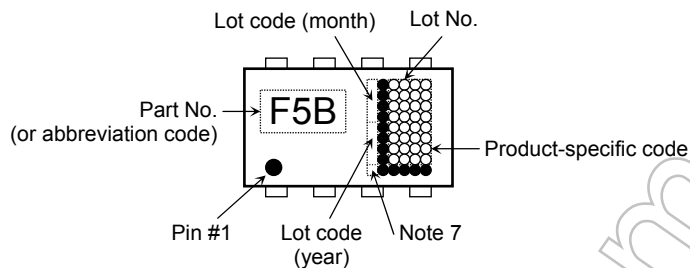 Lot code (month)
Lot No.
Part No.
(or abbreviation code)
F5B
Product-specific code
Pin #1
Lot code
(year)
Note 7